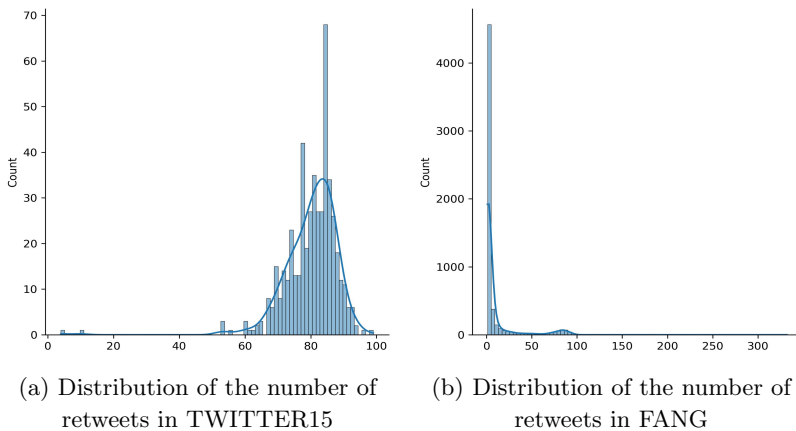 70
60
50
40
30
20
10
0
Count
0 20 40 60 80 100
4000
3000
2000
1000
0
Count
0 50 100 150 200 250 300
(a) Distribution of the number of
retweets in TWITTER15
(b) Distribution of the number of
retweets in FANG